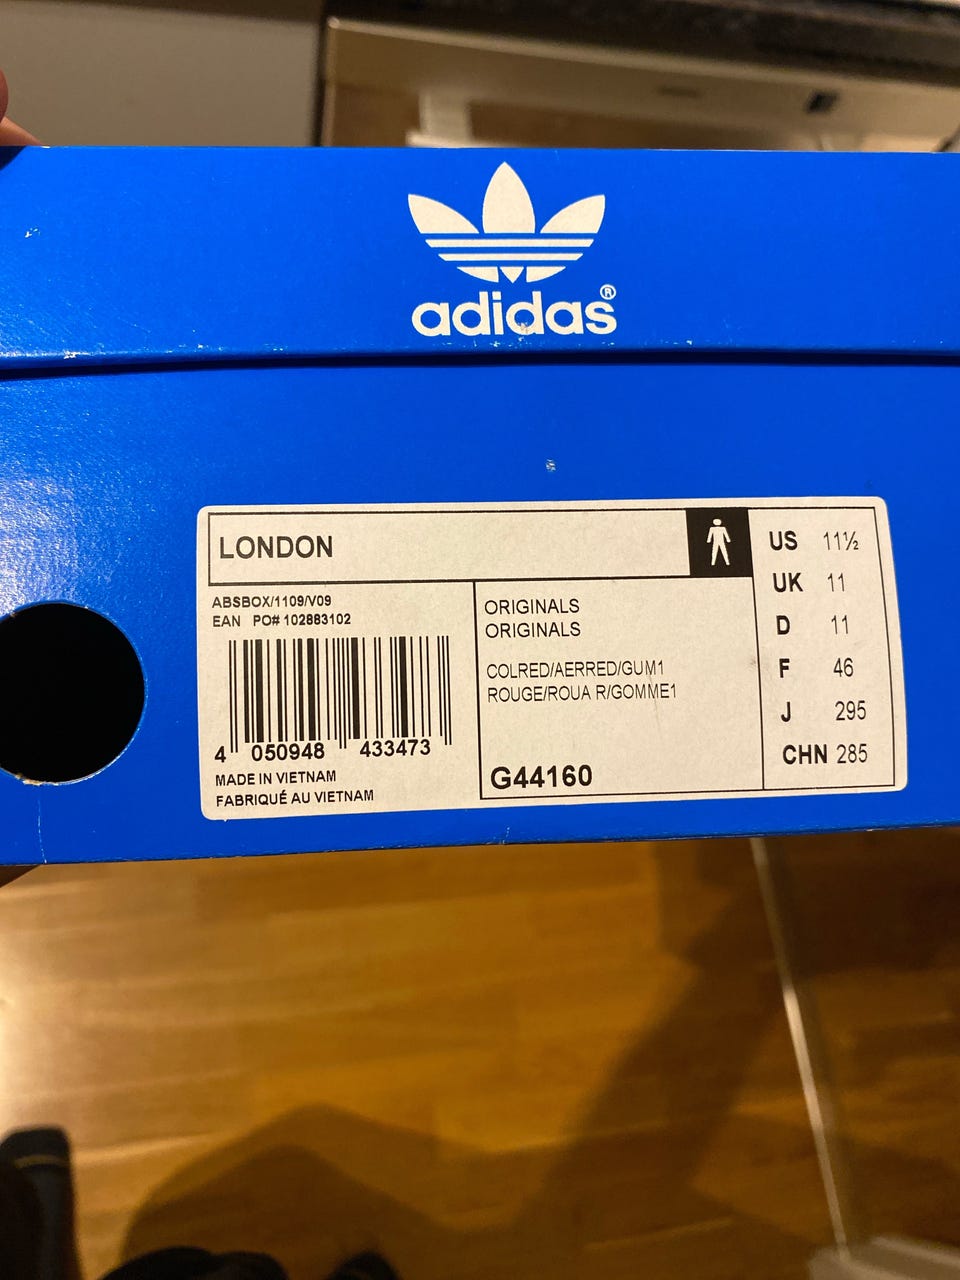 adidas®
LONDON
ABSBOX/1109/V09
EAN PO# 102883102
4 050948 433473
MADE IN VIETNAM
FABRIQUÉ AU VIETNAM
ORIGINALS
ORIGINALS
COLRED/AERRED/GUM1
ROUGE/ROUA R/GOMME1
G44160
US 11½
UK 11
D 11
F 46
J 295
CHN 285